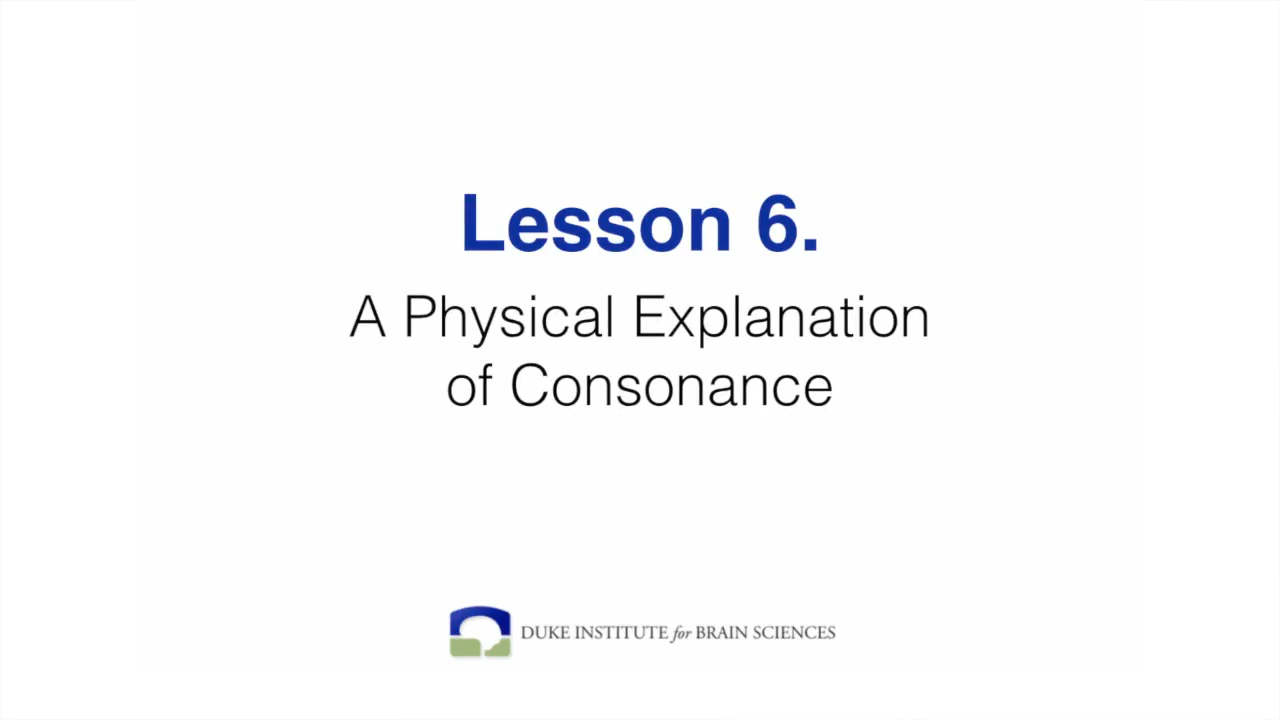 Lesson 6.
A Physical Explanation
of Consonance
DUKE INSTITUTE for BRAIN SCIENCES